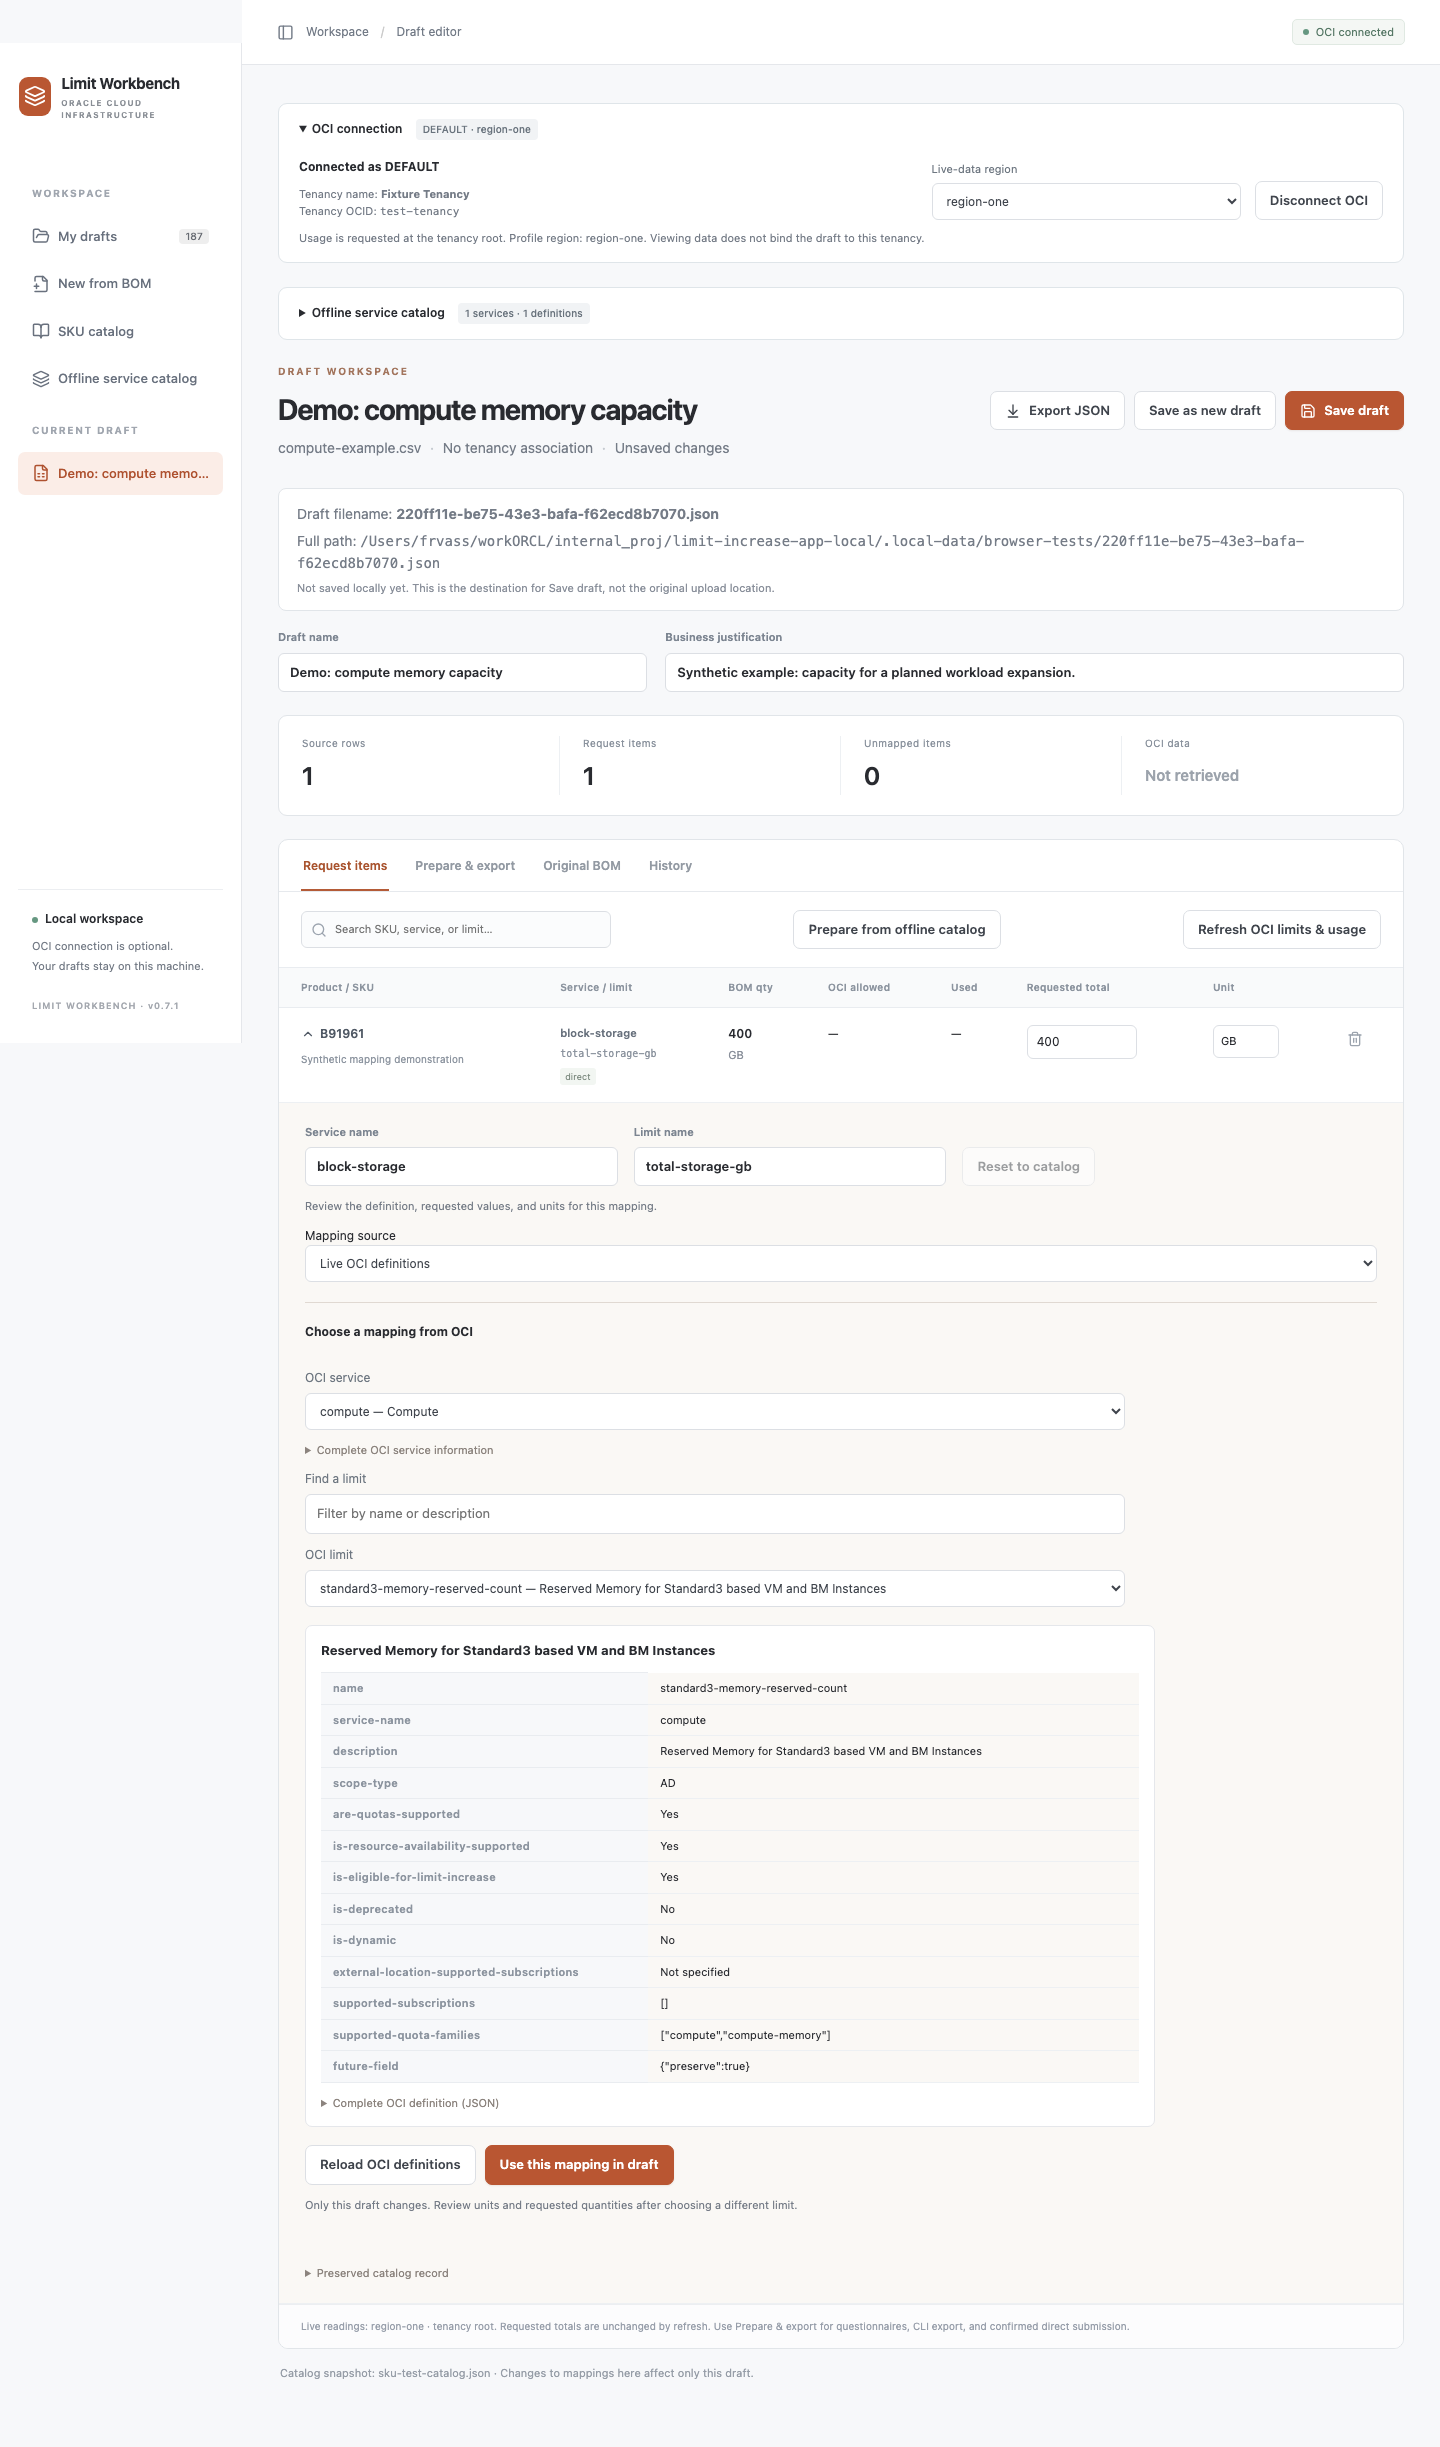 Limit Workbench
ORACLE CLOUD
INFRASTRUCTURE
WORKSPACE
My drafts 187
New from BOM
SKU catalog
Offline service catalog
CURRENT DRAFT
Demo: compute memo...
Local workspace
OCI connection is optional.
Your drafts stay on this machine.
LIMIT WORKBENCH · v0.7.1
Workspace / Draft editor
OCI connected
OCI connection DEFAULT · region-one
Connected as DEFAULT
Tenancy name: Fixture Tenancy
Tenancy OCID: test-tenancy
Live-data region
region-one
Disconnect OCI
Usage is requested at the tenancy root. Profile region: region-one. Viewing data does not bind the draft to this tenancy.
Offline service catalog 1 services · 1 definitions
DRAFT WORKSPACE
Demo: compute memory capacity
Export JSON Save as new draft Save draft
compute-example.csv · No tenancy association · Unsaved changes
Draft filename: 220ff11e-be75-43e3-bafa-f62ecd8b7070.json
Full path: /Users/frvass/workORCL/internal_proj/limit-increase-app-local/.local-data/browser-tests/220ff11e-be75-43e3-bafa-
f62ecd8b7070.json
Not saved locally yet. This is the destination for Save draft, not the original upload location.
Draft name Business justification
Demo: compute memory capacity Synthetic example: capacity for a planned workload expansion.
Source rows Request items Unmapped items OCI data
1 1 0 Not retrieved
Request items Prepare & export Original BOM History
Search SKU, service, or limit... Prepare from offline catalog Refresh OCI limits & usage
Product / SKU Service / limit BOM qty OCI allowed Used Requested total Unit
B91961 block-storage 400 — — 400 GB
Synthetic mapping demonstration total-storage-gb GB
direct
Service name Limit name
block-storage total-storage-gb Reset to catalog
Review the definition, requested values, and units for this mapping.
Mapping source
Live OCI definitions
Choose a mapping from OCI
OCI service
compute — Compute
Complete OCI service information
Find a limit
Filter by name or description
OCI limit
standard3-memory-reserved-count — Reserved Memory for Standard3 based VM and BM Instances
Reserved Memory for Standard3 based VM and BM Instances
name standard3-memory-reserved-count
service-name compute
description Reserved Memory for Standard3 based VM and BM Instances
scope-type AD
are-quotas-supported Yes
is-resource-availability-supported Yes
is-eligible-for-limit-increase Yes
is-deprecated No
is-dynamic No
external-location-supported-subscriptions Not specified
supported-subscriptions []
supported-quota-families ["compute","compute-memory"]
future-field {"preserve":true}
Complete OCI definition (JSON)
Reload OCI definitions Use this mapping in draft
Only this draft changes. Review units and requested quantities after choosing a different limit.
Preserved catalog record
Live readings: region-one · tenancy root. Requested totals are unchanged by refresh. Use Prepare & export for questionnaires, CLI export, and confirmed direct submission.
Catalog snapshot: sku-test-catalog.json · Changes to mappings here affect only this draft.